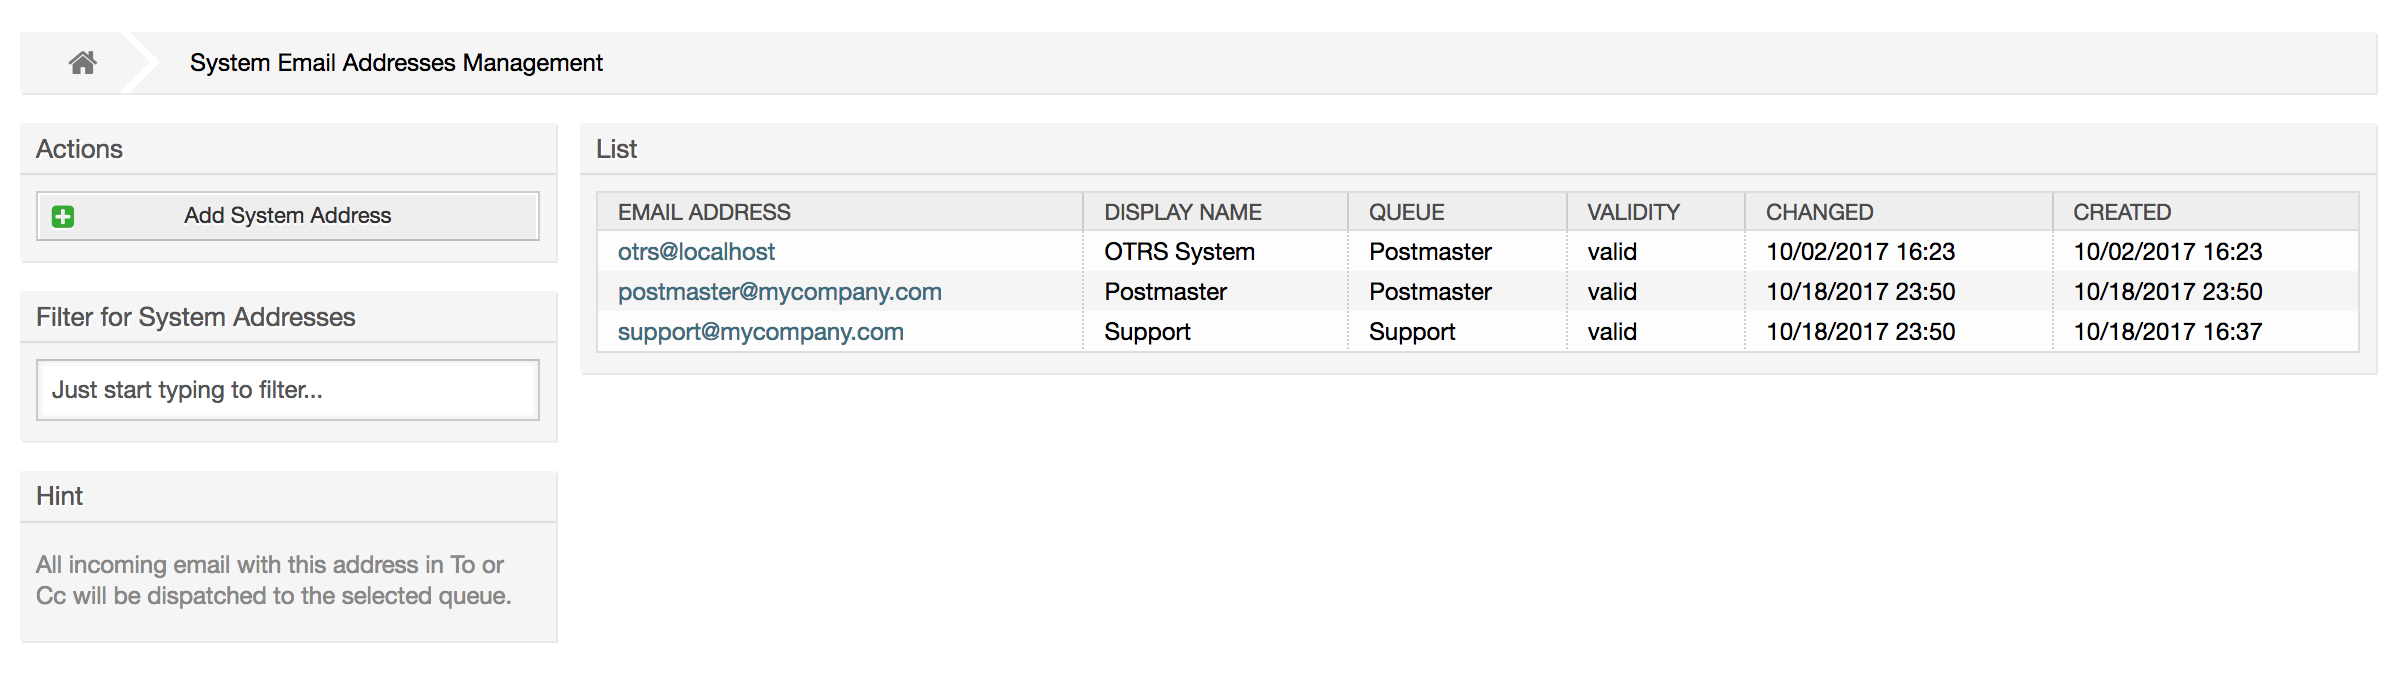 System Email Addresses Management
Actions
Add System Address
Filter for System Addresses
Just start typing to filter...
Hint
All incoming email with this address in To or
Cc will be dispatched to the selected queue.
List
EMAIL ADDRESS DISPLAY NAME QUEUE VALIDITY CHANGED CREATED
otrs@localhost OTRS System Postmaster valid 10/02/2017 16:23 10/02/2017 16:23
postmaster@mycompany.com Postmaster Postmaster valid 10/18/2017 23:50 10/18/2017 23:50
support@mycompany.com Support Support valid 10/18/2017 23:50 10/18/2017 16:37